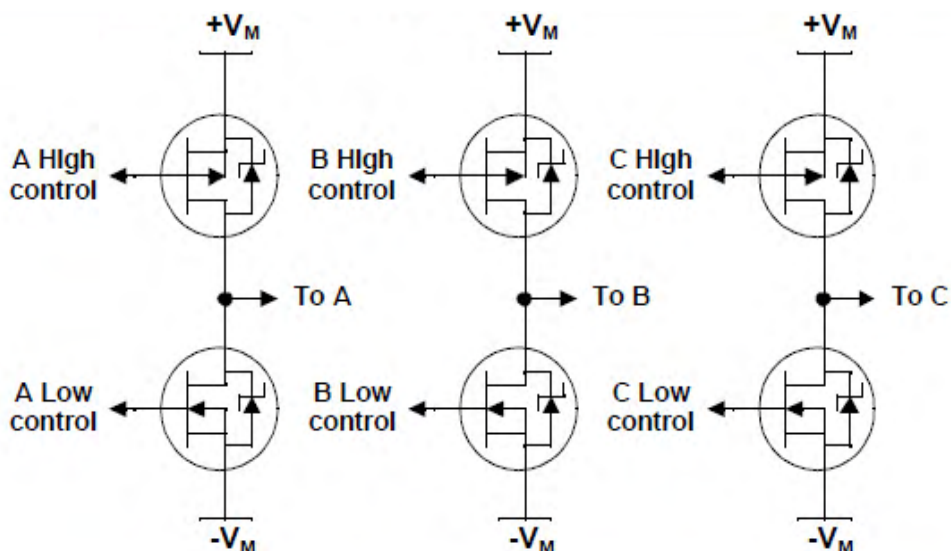 +VM
+VM
+VM
A HIgh
control
B HIgh
control
C HIgh
control
To A
To B
To C
A Low
control
B Low
control
C Low
control
-VM
-VM
-VM